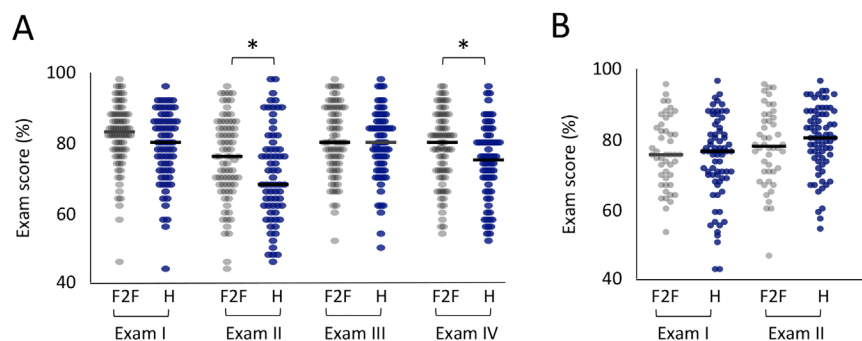 A
*
*
Exam score (%)
100
80
60
40
F2F H F2F H F2F H F2F H
Exam I Exam II Exam III Exam IV
B
Exam score (%)
100
80
60
40
F2F H F2F H
Exam I Exam II